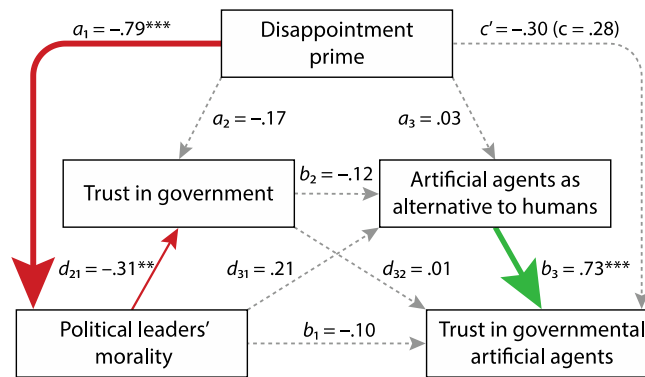 a₁ = –.79***
Disappointment
prime
c′ = –.30 (c = .28)
a₂ = –.17
a₃ = .03
Trust in government
b₂ = –.12
Artificial agents as
alternative to humans
d₂₁ = –.31**
d₃₁ = .21
d₃₂ = .01
b₃ = .73***
Political leaders’
morality
b₁ = –.10
Trust in governmental
artificial agents